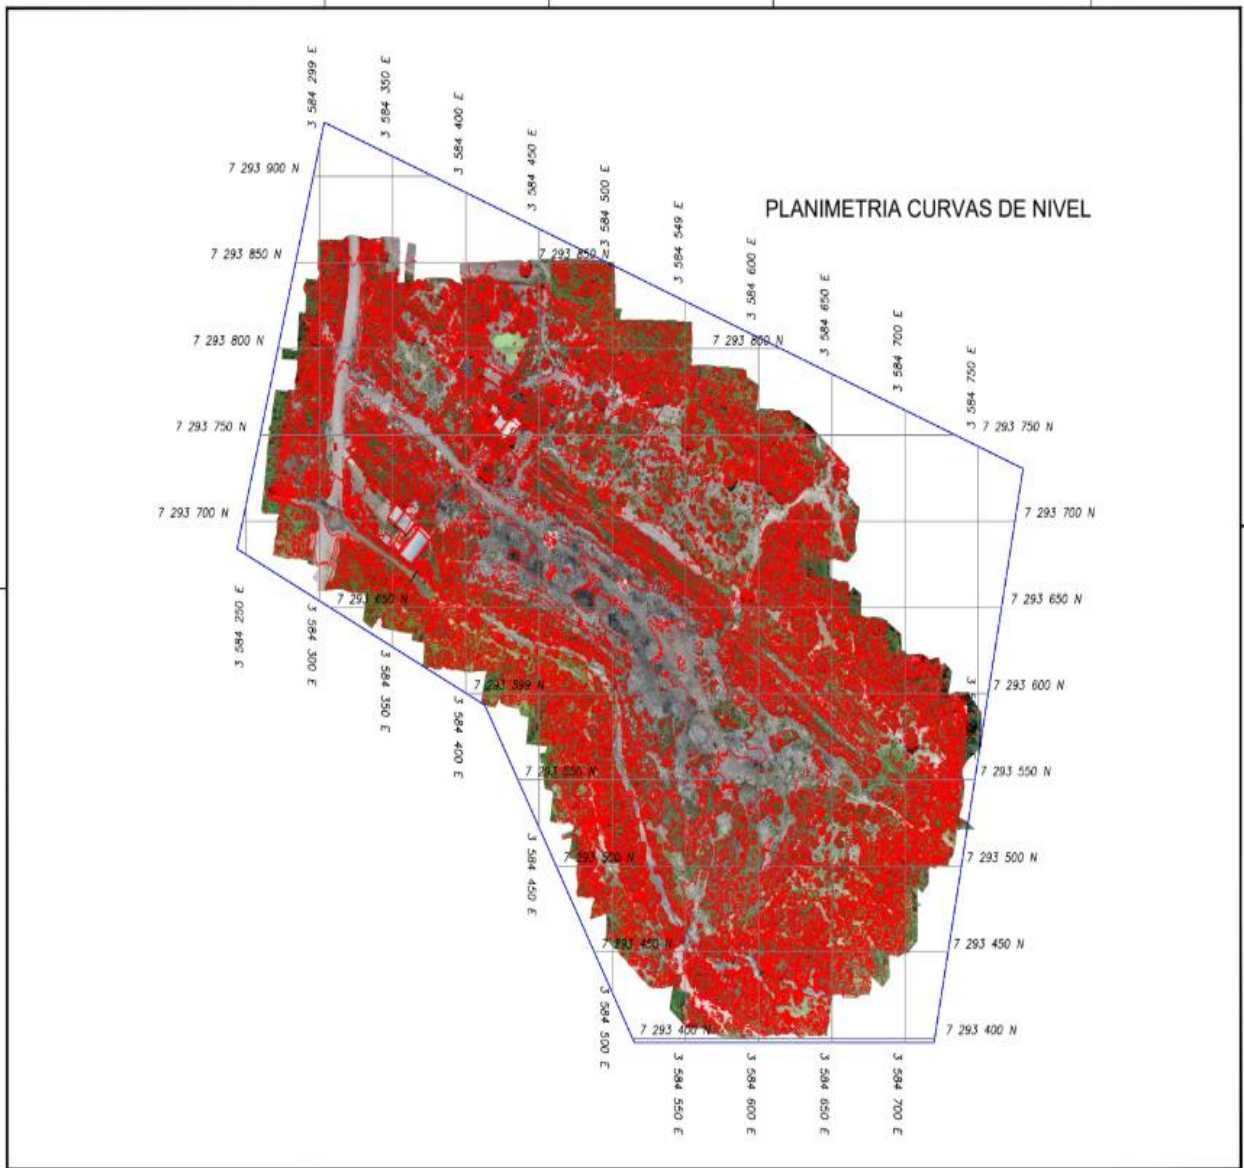 3 584 299 E
3 584 350 E
3 584 400 E
3 584 450 E
3 584 500 E
3 584 549 E
3 584 600 E
3 584 650 E
3 584 700 E
3 584 750 E
PLANIMETRIA CURVAS DE NIVEL
7 293 900 N
7 293 850 N
7 293 850 N
7 293 800 N
7 293 800 N
7 293 750 N
7 293 750 N
7 293 700 N
7 293 700 N
7 293 650 N
7 293 650 N
7 293 599 N
7 293 600 N
7 293 550 N
7 293 550 N
7 293 500 N
7 293 500 N
7 293 450 N
7 293 450 N
7 293 400 N
7 293 400 N
3 584 250 E
3 584 300 E
3 584 350 E
3 584 400 E
3 584 450 E
3 584 500 E
3 584 550 E
3 584 600 E
3 584 650 E
3 584 700 E